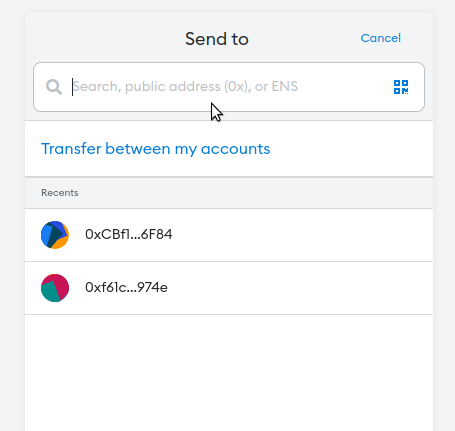 Send to
Cancel
Search, public address (0x), or ENS
Transfer between my accounts
Recents
0xCBf1...6F84
0xf61c...974e